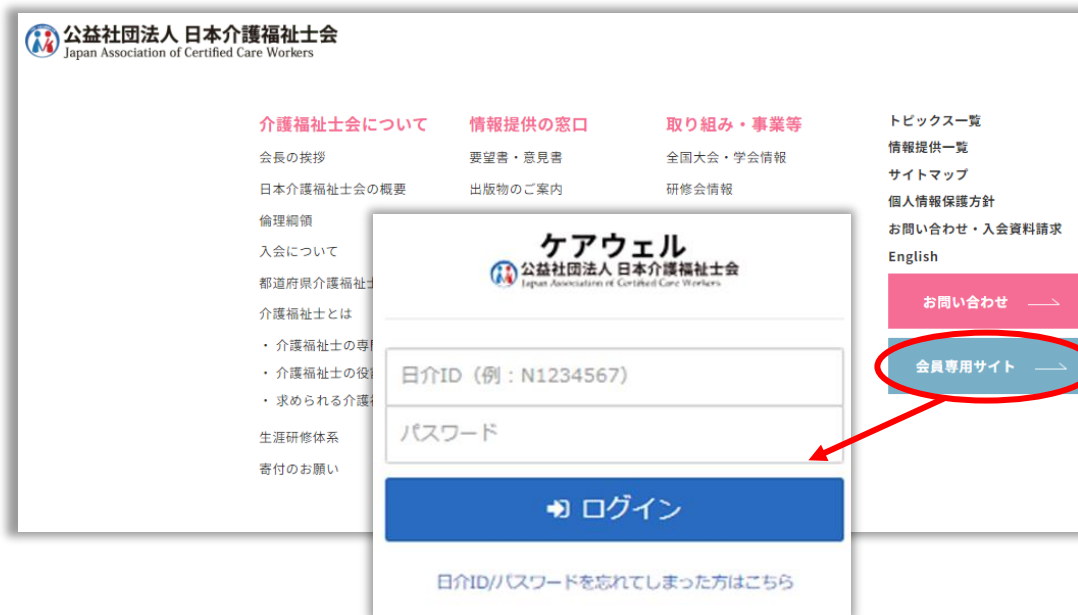 公益社団法人 日本介護福祉士会
Japan Association of Certified Care Workers
介護福祉士会について
会長の挨拶
日本介護福祉士会の概要
倫理綱領
入会について
都道府県介護福祉士
介護福祉士とは
・ 介護福祉士の専門
・ 介護福祉士の役割
・ 求められる介護福
生涯研修体系
寄付のお願い
情報提供の窓口
要望書・意見書
出版物のご案内
取り組み・事業等
全国大会・学会情報
研修会情報
トピックス一覧
情報提供一覧
サイトマップ
個人情報保護方針
お問い合わせ・入会資料請求
English
お問い合わせ
会員専用サイト
ケアウェル
公益社団法人 日本介護福祉士会
Japan Association of Certified Care Workers
日介ID（例：N1234567）
パスワード
ログイン
日介ID/パスワードを忘れてしまった方はこちら